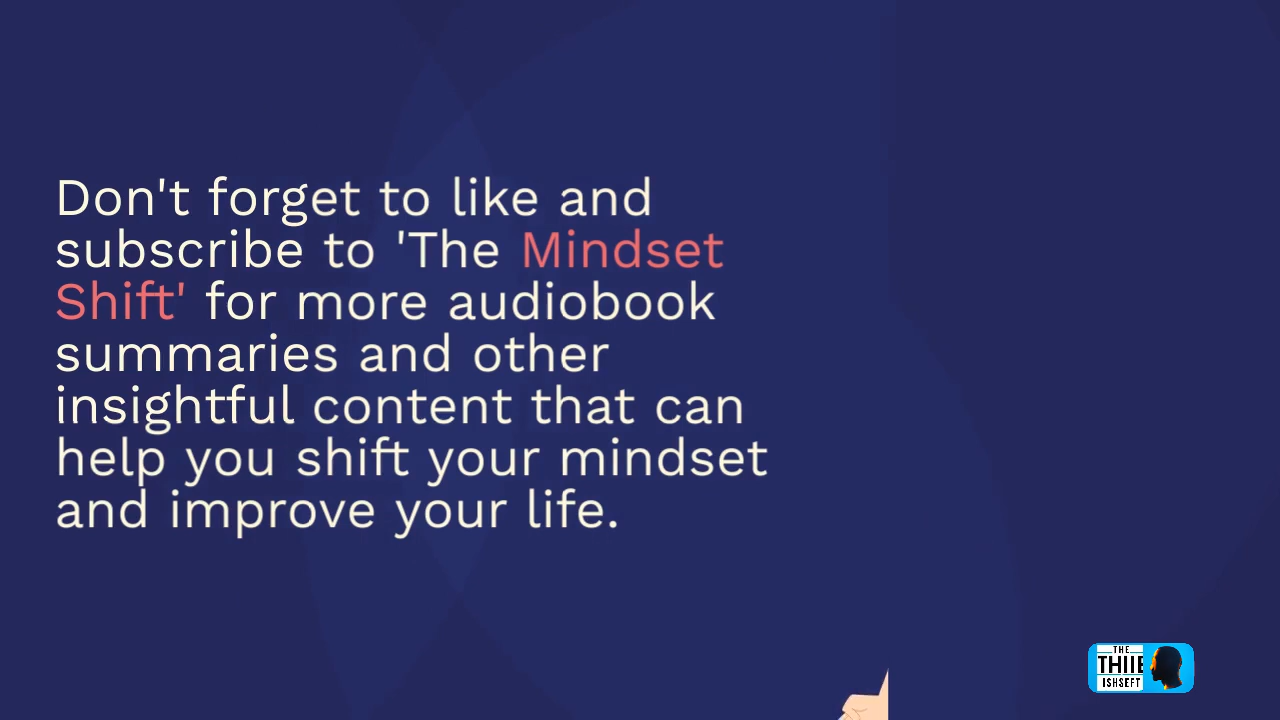 Don't forget to like and
subscribe to 'The Mindset
Shift' for more audiobook
summaries and other
insightful content that can
help you shift your mindset
and improve your life.
THE
THIIE
ISHSEFT